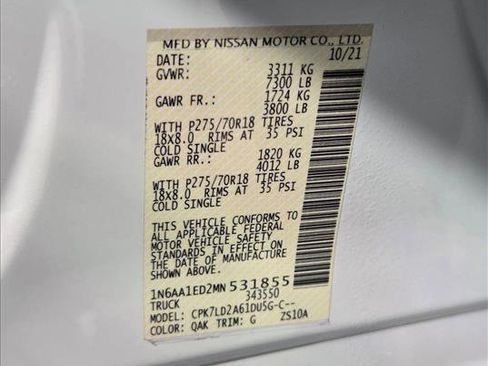 MFD BY NISSAN MOTOR CO., LTD.
DATE: 10/21
GVWR: 3311 KG
7300 LB
GAWR FR.: 1724 KG
3800 LB
WITH P275/70R18 TIRES
18x8.0 RIMS AT 35 PSI
COLD SINGLE
GAWR RR.: 1820 KG
4012 LB
WITH P275/70R18 TIRES
18x8.0 RIMS AT 35 PSI
COLD SINGLE
THIS VEHICLE CONFORMS TO
ALL APPLICABLE FEDERAL
MOTOR VEHICLE SAFETY
STANDARDS IN EFFECT ON
THE DATE OF MANUFACTURE
SHOWN ABOVE.
1N6AA1ED2MN531855
TRUCK 343550
MODEL: CPK7LD2A61DU5G-C--
COLOR: QAK TRIM: G ZS10A